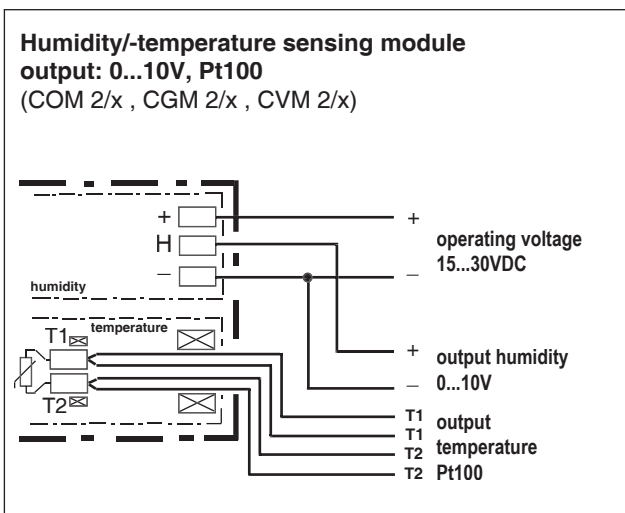 Humidity/-temperature sensing module
output: 0...10V, Pt100
(COM 2/x , CGM 2/x , CVM 2/x)
+
H
–
humidity
+
operating voltage
15...30VDC
–
temperature
T1
T2
+
output humidity
–
0...10V
T1
output
T1
temperature
T2
T2
Pt100